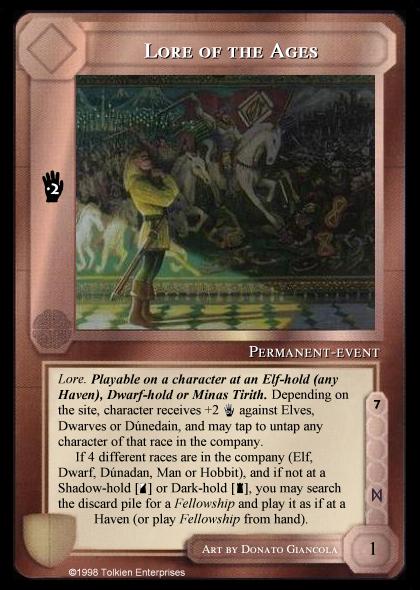 Lore of the Ages
·2
Permanent-event
Lore. Playable on a character at an Elf-hold (any
Haven), Dwarf-hold or Minas Tirith. Depending on
the site, character receives +2 against Elves,
Dwarves or Dúnedain, and may tap to untap any
character of that race in the company.
If 4 different races are in the company (Elf,
Dwarf, Dúnadan, Man or Hobbit), and if not at a
Shadow-hold [] or Dark-hold [], you may search
the discard pile for a Fellowship and play it as if at a
Haven (or play Fellowship from hand).
7
ᛞ
Art by Donato Giancola
1
©1998 Tolkien Enterprises